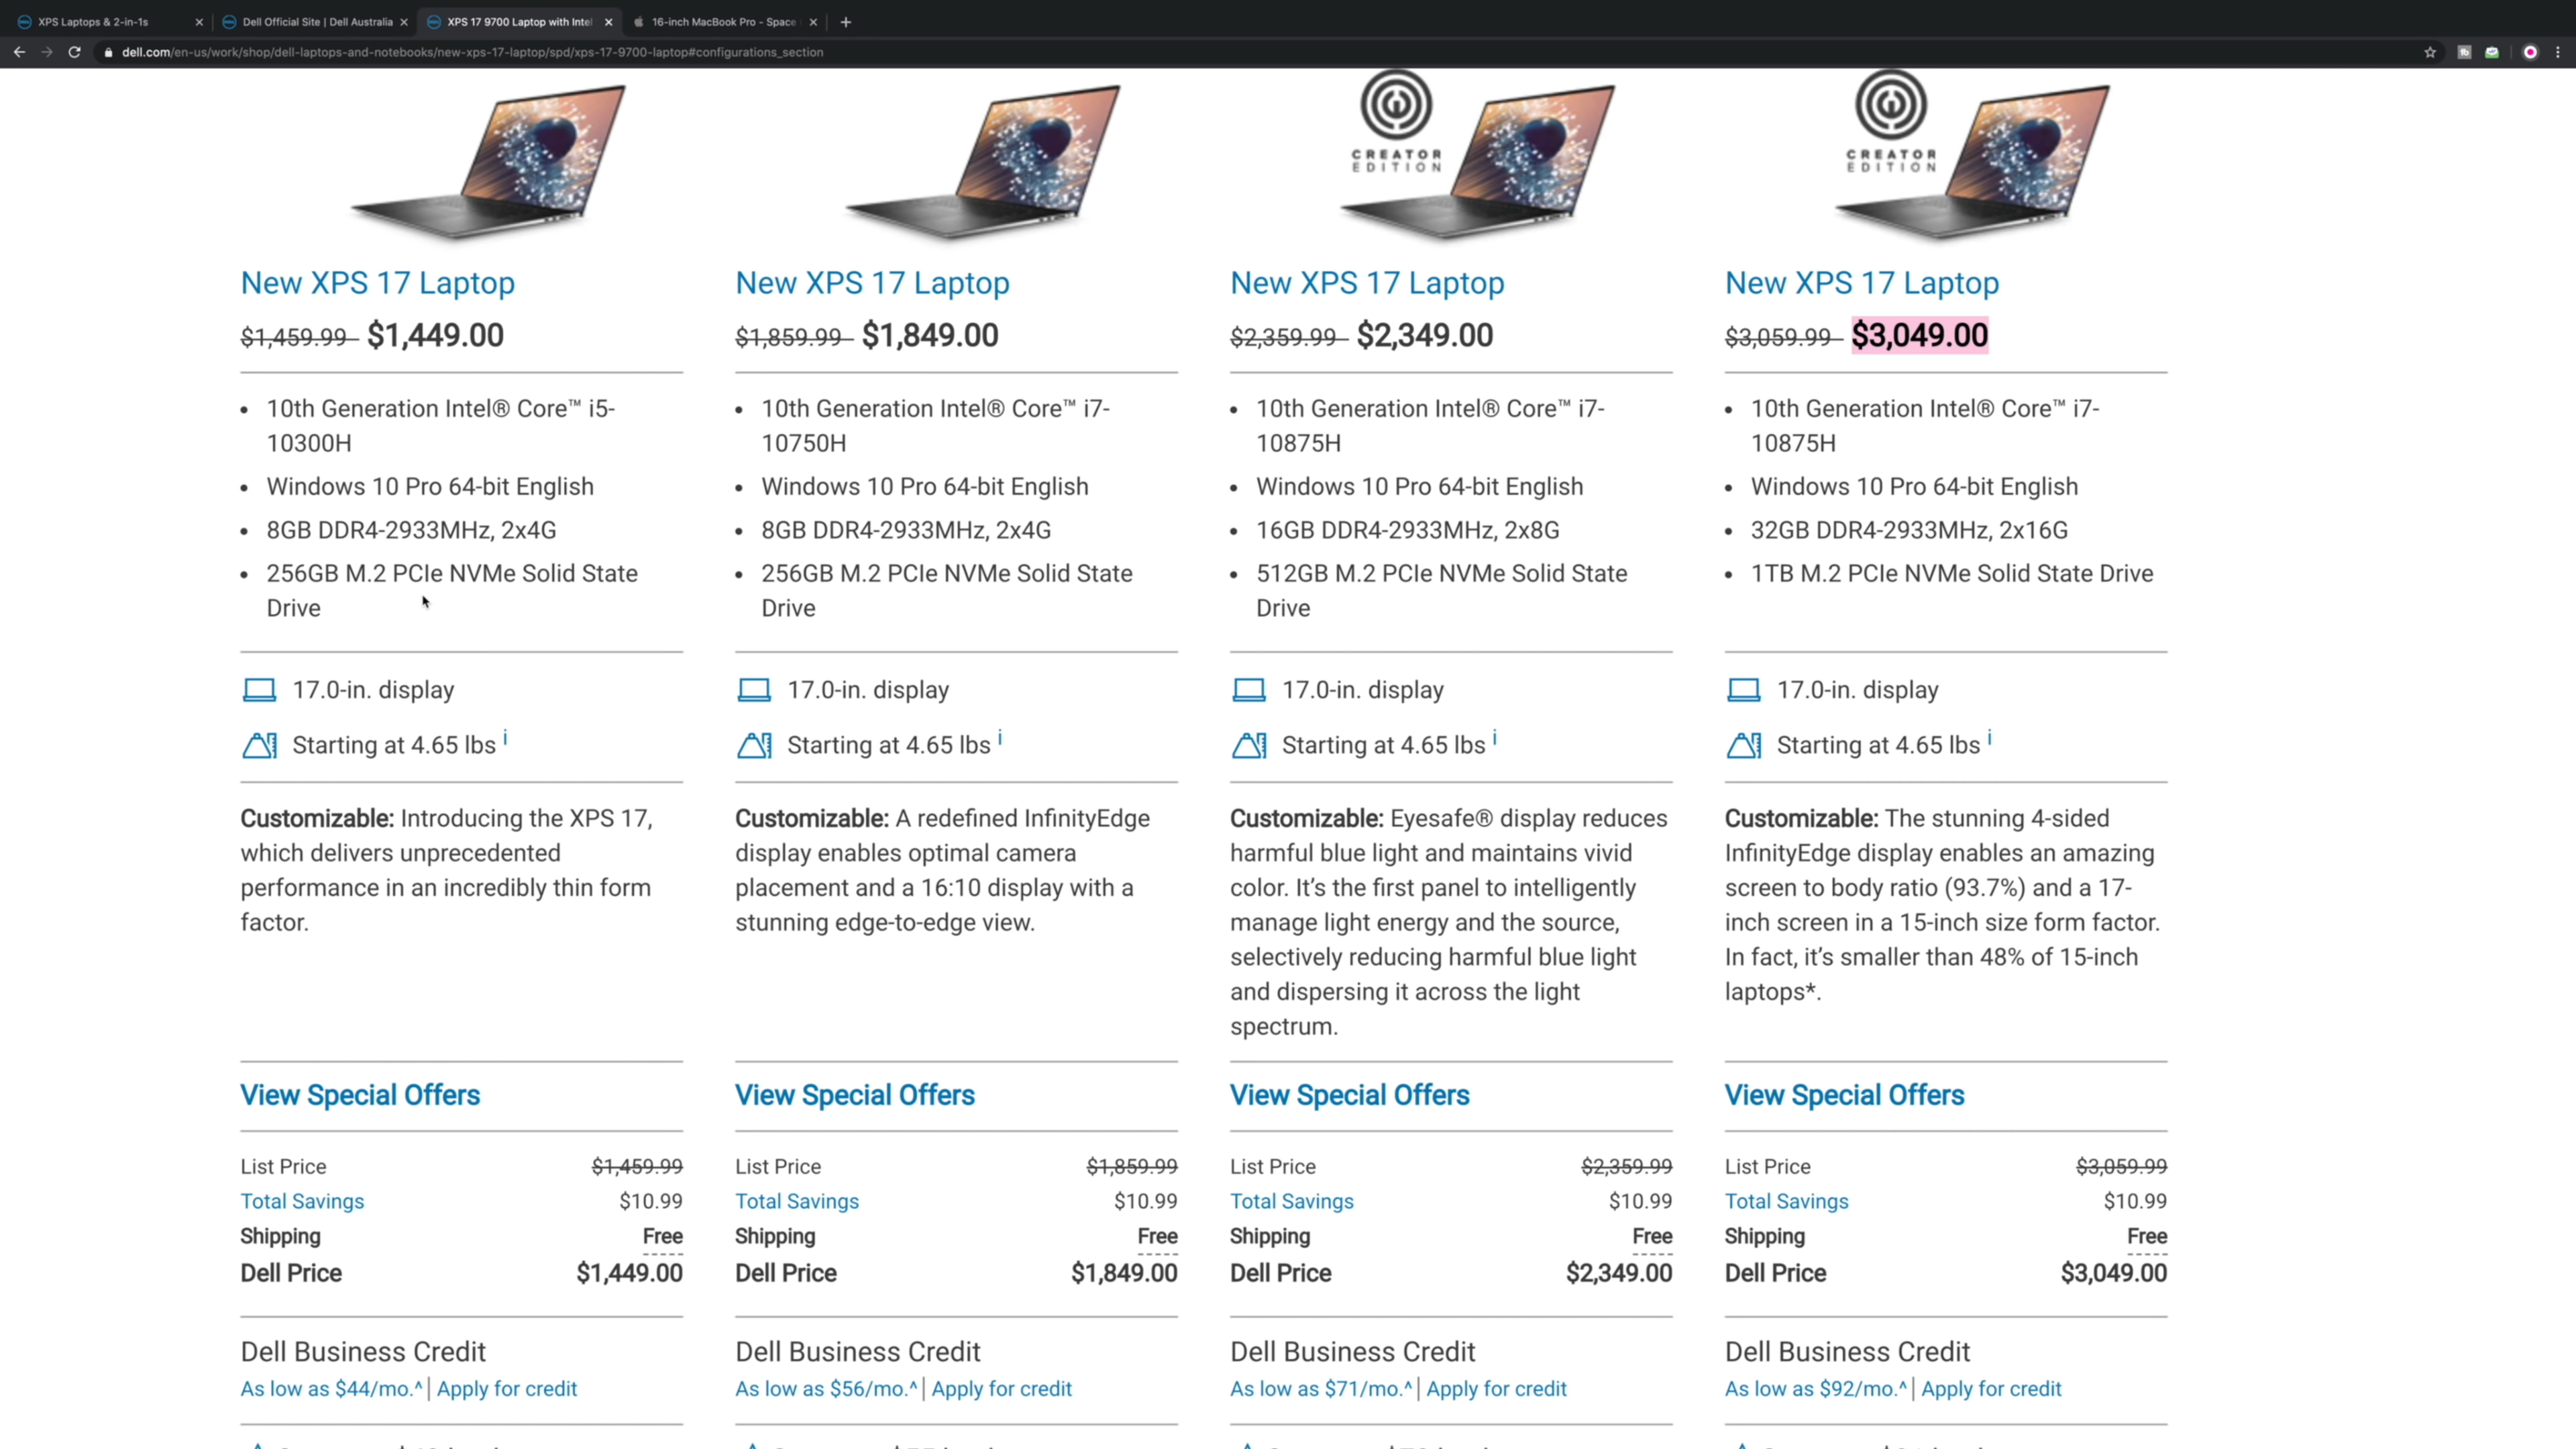 XPS Laptops & 2-in-1s
Dell Official Site | Dell Australia
XPS 17 9700 Laptop with Intel
16-inch MacBook Pro - Space
dell.com/en-us/work/shop/dell-laptops-and-notebooks/new-xps-17-laptop/spd/xps-17-9700-laptop#configurations_section
New XPS 17 Laptop
$1,459.99 $1,449.00
10th Generation Intel® Core™ i5-
10300H
Windows 10 Pro 64-bit English
8GB DDR4-2933MHz, 2x4G
256GB M.2 PCIe NVMe Solid State
Drive
17.0-in. display
Starting at 4.65 lbs i
Customizable: Introducing the XPS 17,
which delivers unprecedented
performance in an incredibly thin form
factor.
View Special Offers
List Price $1,459.99
Total Savings $10.99
Shipping Free
Dell Price $1,449.00
Dell Business Credit
As low as $44/mo.^ | Apply for credit
New XPS 17 Laptop
$1,859.99 $1,849.00
10th Generation Intel® Core™ i7-
10750H
Windows 10 Pro 64-bit English
8GB DDR4-2933MHz, 2x4G
256GB M.2 PCIe NVMe Solid State
Drive
17.0-in. display
Starting at 4.65 lbs i
Customizable: A redefined InfinityEdge
display enables optimal camera
placement and a 16:10 display with a
stunning edge-to-edge view.
View Special Offers
List Price $1,859.99
Total Savings $10.99
Shipping Free
Dell Price $1,849.00
Dell Business Credit
As low as $56/mo.^ | Apply for credit
CREATOR
EDITION
New XPS 17 Laptop
$2,359.99 $2,349.00
10th Generation Intel® Core™ i7-
10875H
Windows 10 Pro 64-bit English
16GB DDR4-2933MHz, 2x8G
512GB M.2 PCIe NVMe Solid State
Drive
17.0-in. display
Starting at 4.65 lbs i
Customizable: Eyesafe® display reduces
harmful blue light and maintains vivid
color. It's the first panel to intelligently
manage light energy and the source,
selectively reducing harmful blue light
and dispersing it across the light
spectrum.
View Special Offers
List Price $2,359.99
Total Savings $10.99
Shipping Free
Dell Price $2,349.00
Dell Business Credit
As low as $71/mo.^ | Apply for credit
CREATOR
EDITION
New XPS 17 Laptop
$3,059.99 $3,049.00
10th Generation Intel® Core™ i7-
10875H
Windows 10 Pro 64-bit English
32GB DDR4-2933MHz, 2x16G
1TB M.2 PCIe NVMe Solid State Drive
17.0-in. display
Starting at 4.65 lbs i
Customizable: The stunning 4-sided
InfinityEdge display enables an amazing
screen to body ratio (93.7%) and a 17-
inch screen in a 15-inch size form factor.
In fact, it's smaller than 48% of 15-inch
laptops*.
View Special Offers
List Price $3,059.99
Total Savings $10.99
Shipping Free
Dell Price $3,049.00
Dell Business Credit
As low as $92/mo.^ | Apply for credit